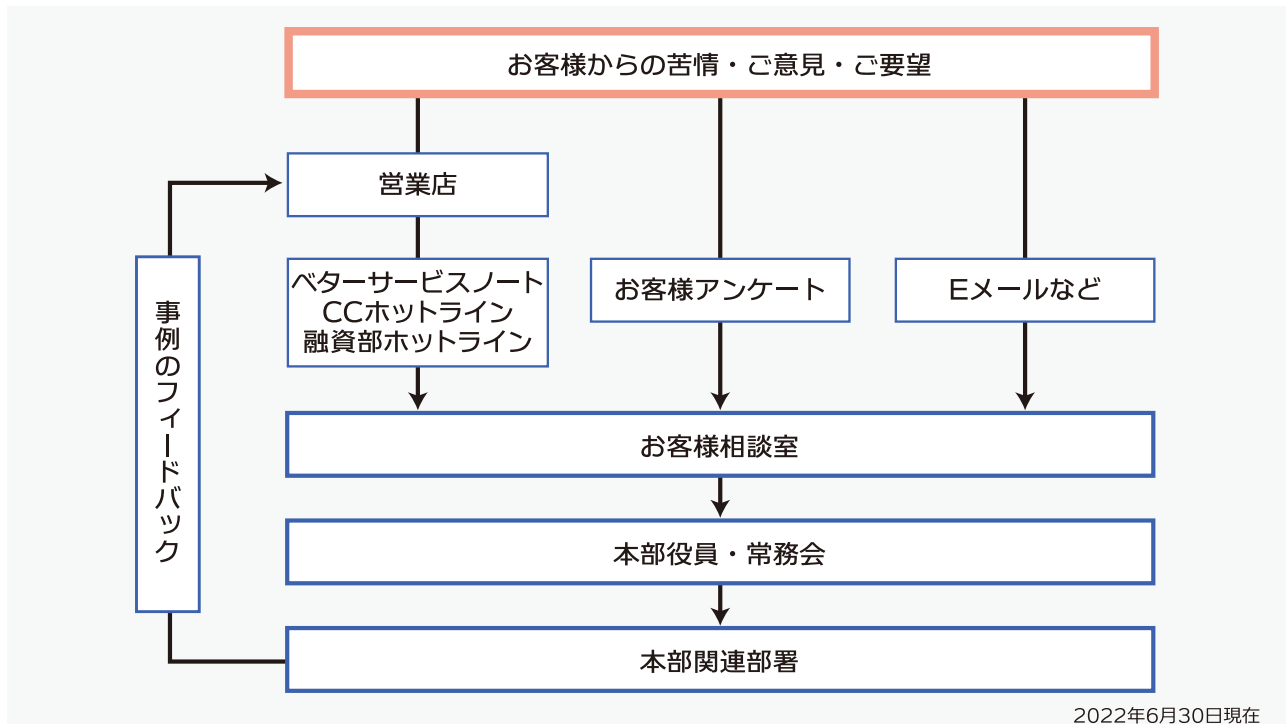 お客様からの苦情・ご意見・ご要望
営業店
ベターサービスノート
CCホットライン
融資部ホットライン
お客様アンケート
Eメールなど
事例のフィードバック
お客様相談室
本部役員・常務会
本部関連部署
2022年6月30日現在